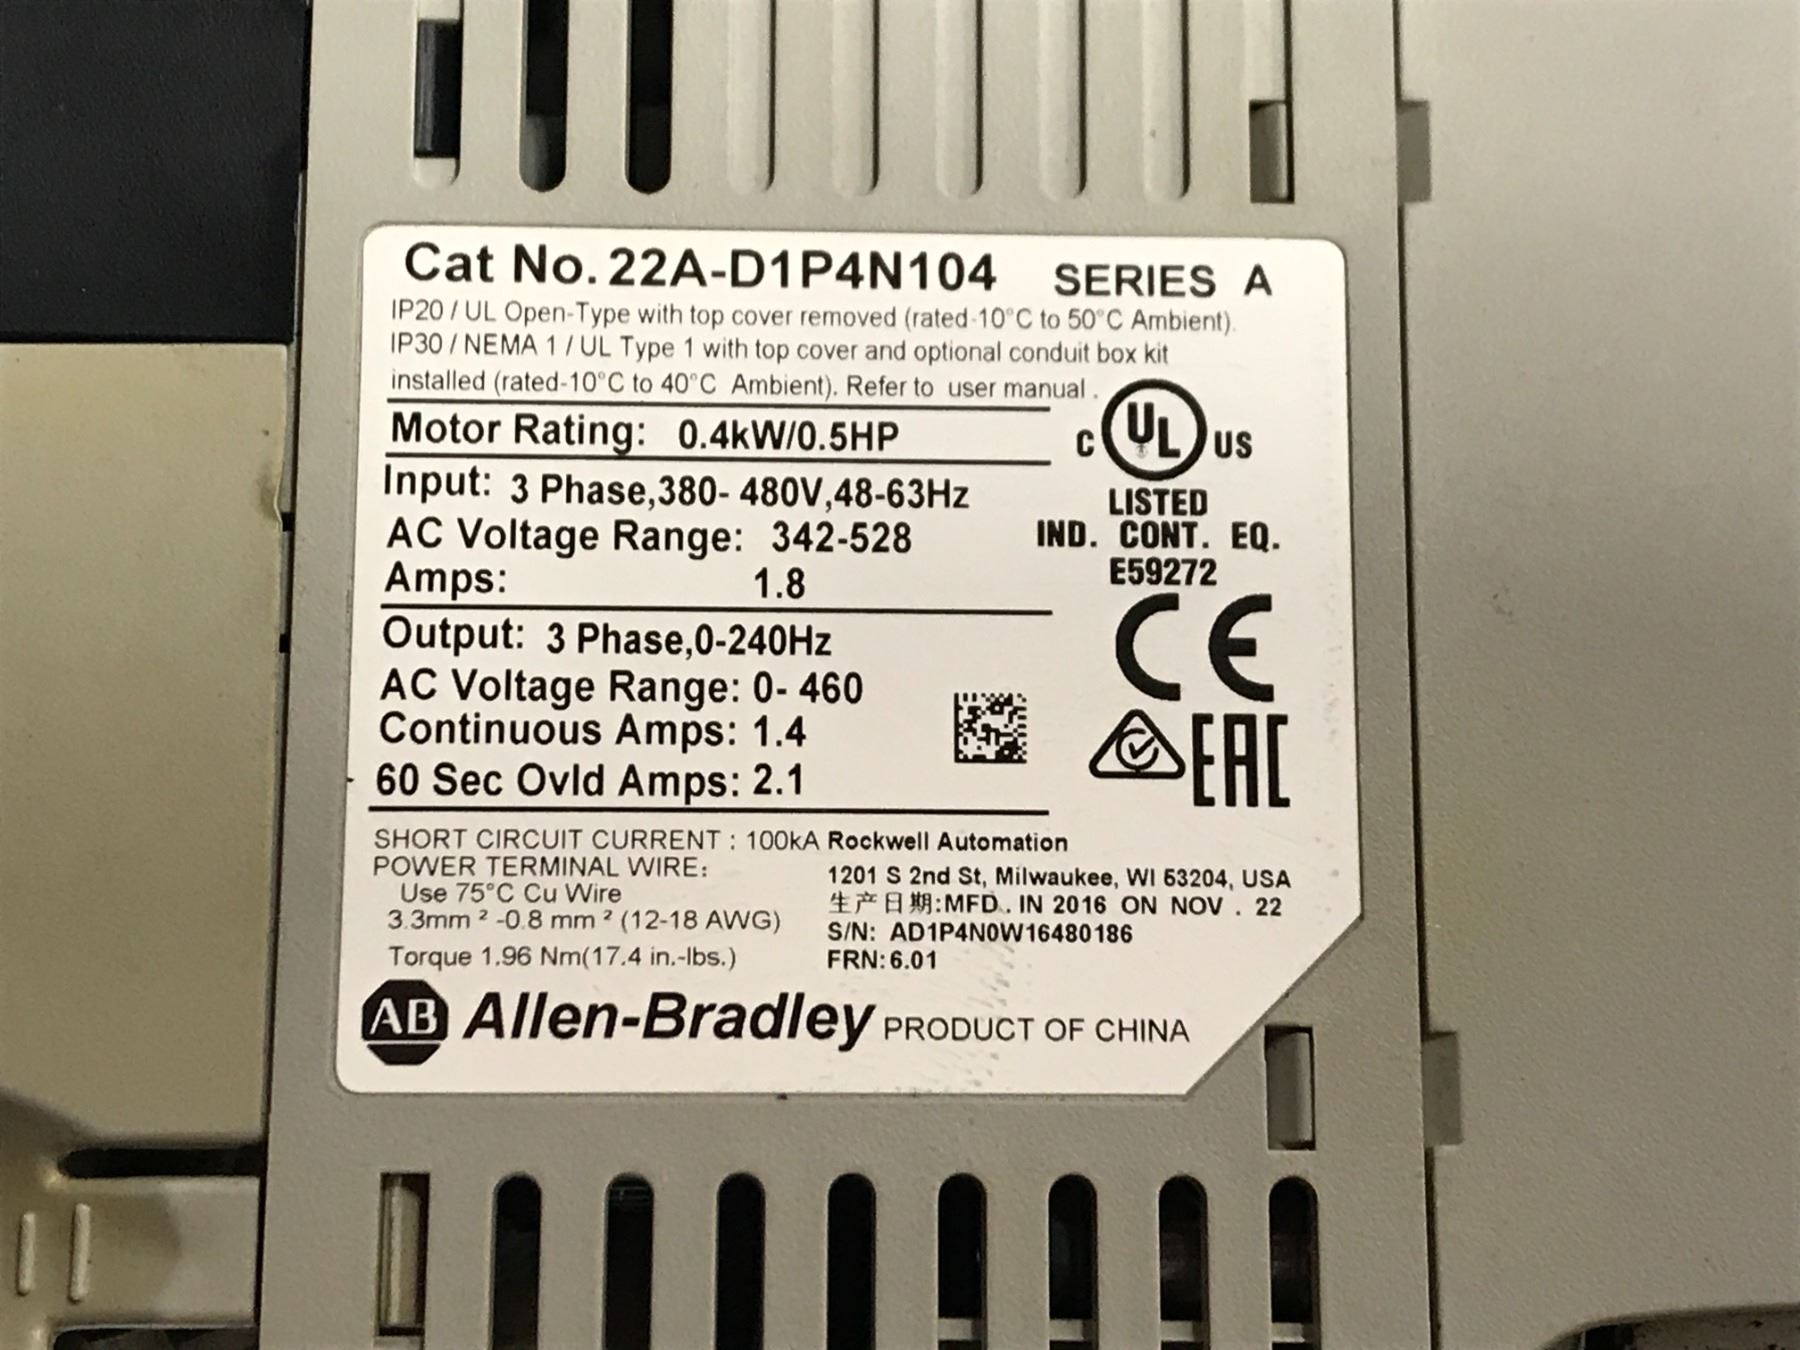 Cat No. 22A-D1P4N104 SERIES A
IP20 / UL Open-Type with top cover removed (rated-10°C to 50°C Ambient).
IP30 / NEMA 1 / UL Type 1 with top cover and optional conduit box kit
installed (rated-10°C to 40°C Ambient). Refer to user manual .
Motor Rating: 0.4kW/0.5HP
C UL US
LISTED
IND. CONT. EQ.
E59272
Input: 3 Phase,380- 480V,48-63Hz
AC Voltage Range: 342-528
Amps: 1.8
CE
Output: 3 Phase,0-240Hz
AC Voltage Range: 0- 460
Continuous Amps: 1.4
60 Sec Ovld Amps: 2.1
EAC
SHORT CIRCUIT CURRENT : 100kA
POWER TERMINAL WIRE:
Use 75°C Cu Wire
3.3mm ² -0.8 mm ² (12-18 AWG)
Torque 1.96 Nm(17.4 in.-lbs.)
Rockwell Automation
1201 S 2nd St, Milwaukee, WI 53204, USA
生产日期:MFD. IN 2016 ON NOV . 22
S/N: AD1P4N0W16480186
FRN: 6.01
AB Allen-Bradley PRODUCT OF CHINA